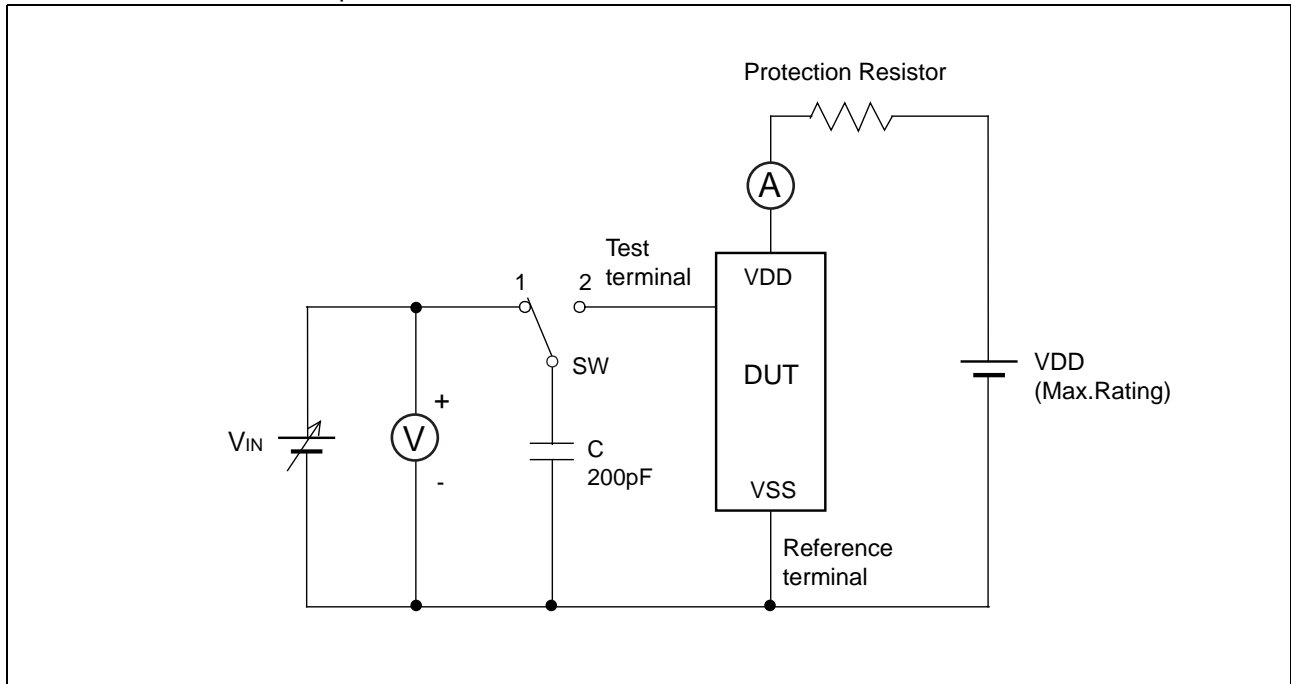 Protection Resistor
A
Test
terminal
1
2
VDD
SW
DUT
VDD
(Max.Rating)
VIN
+
V
-
C
200pF
VSS
Reference
terminal